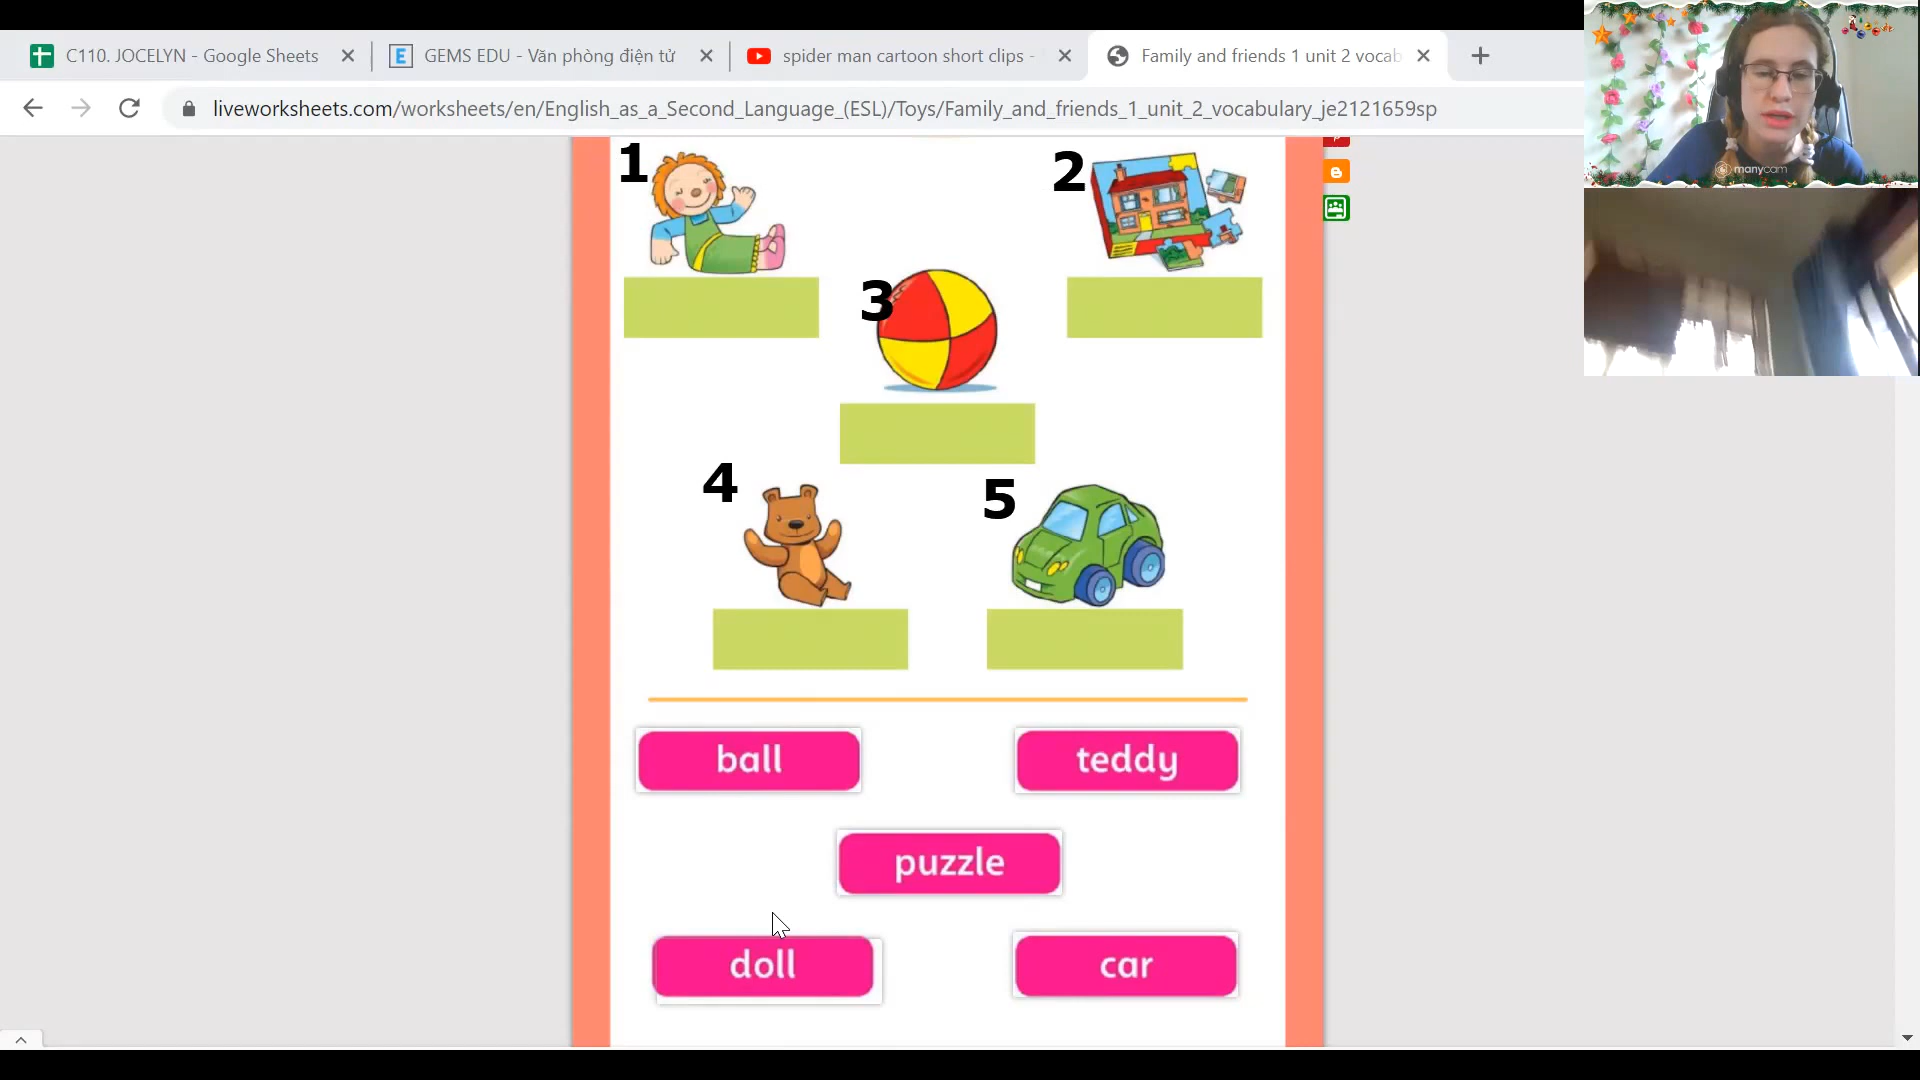 C110. JOCELYN - Google Sheets
GEMS EDU - Văn phòng điện tử
spider man cartoon short clips -
Family and friends 1 unit 2 vocab
liveworksheets.com/worksheets/en/English_as_a_Second_Language_(ESL)/Toys/Family_and_friends_1_unit_2_vocabulary_je2121659sp
manycam
1
2
3
4
5
ball
teddy
puzzle
doll
car